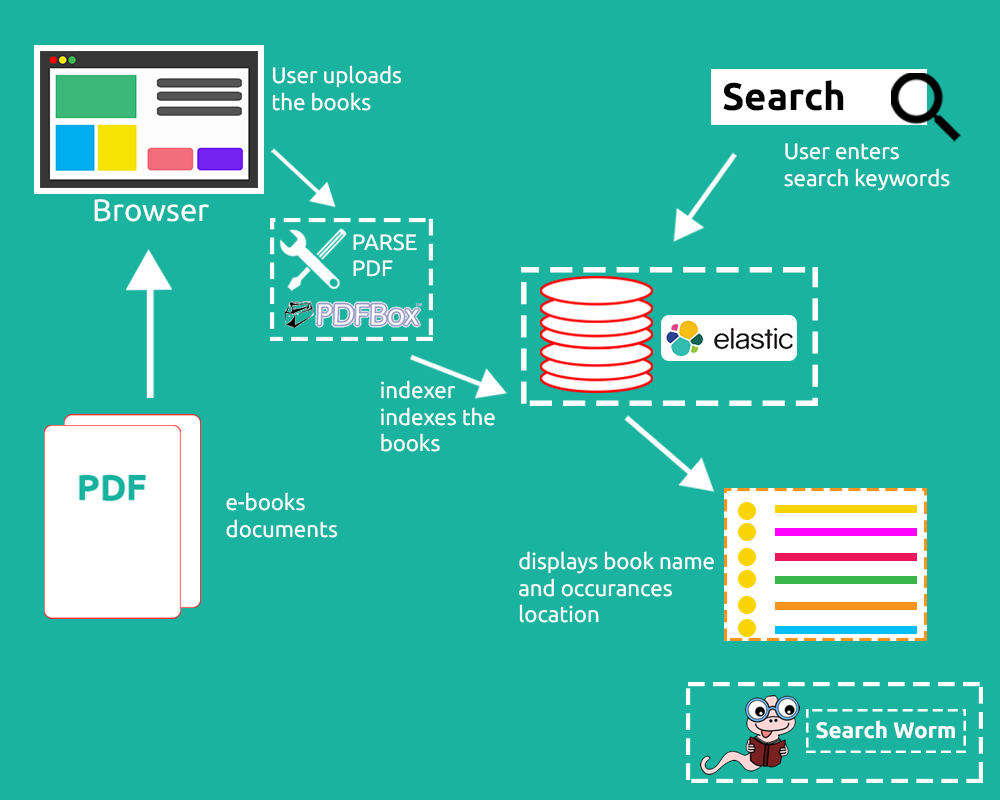 User uploads
the books
Browser
Search
User enters
search keywords
PARSE
PDF
PDFBox
elastic
indexer
indexes the
books
PDF
e-books
documents
displays book name
and occurances
location
Search Worm